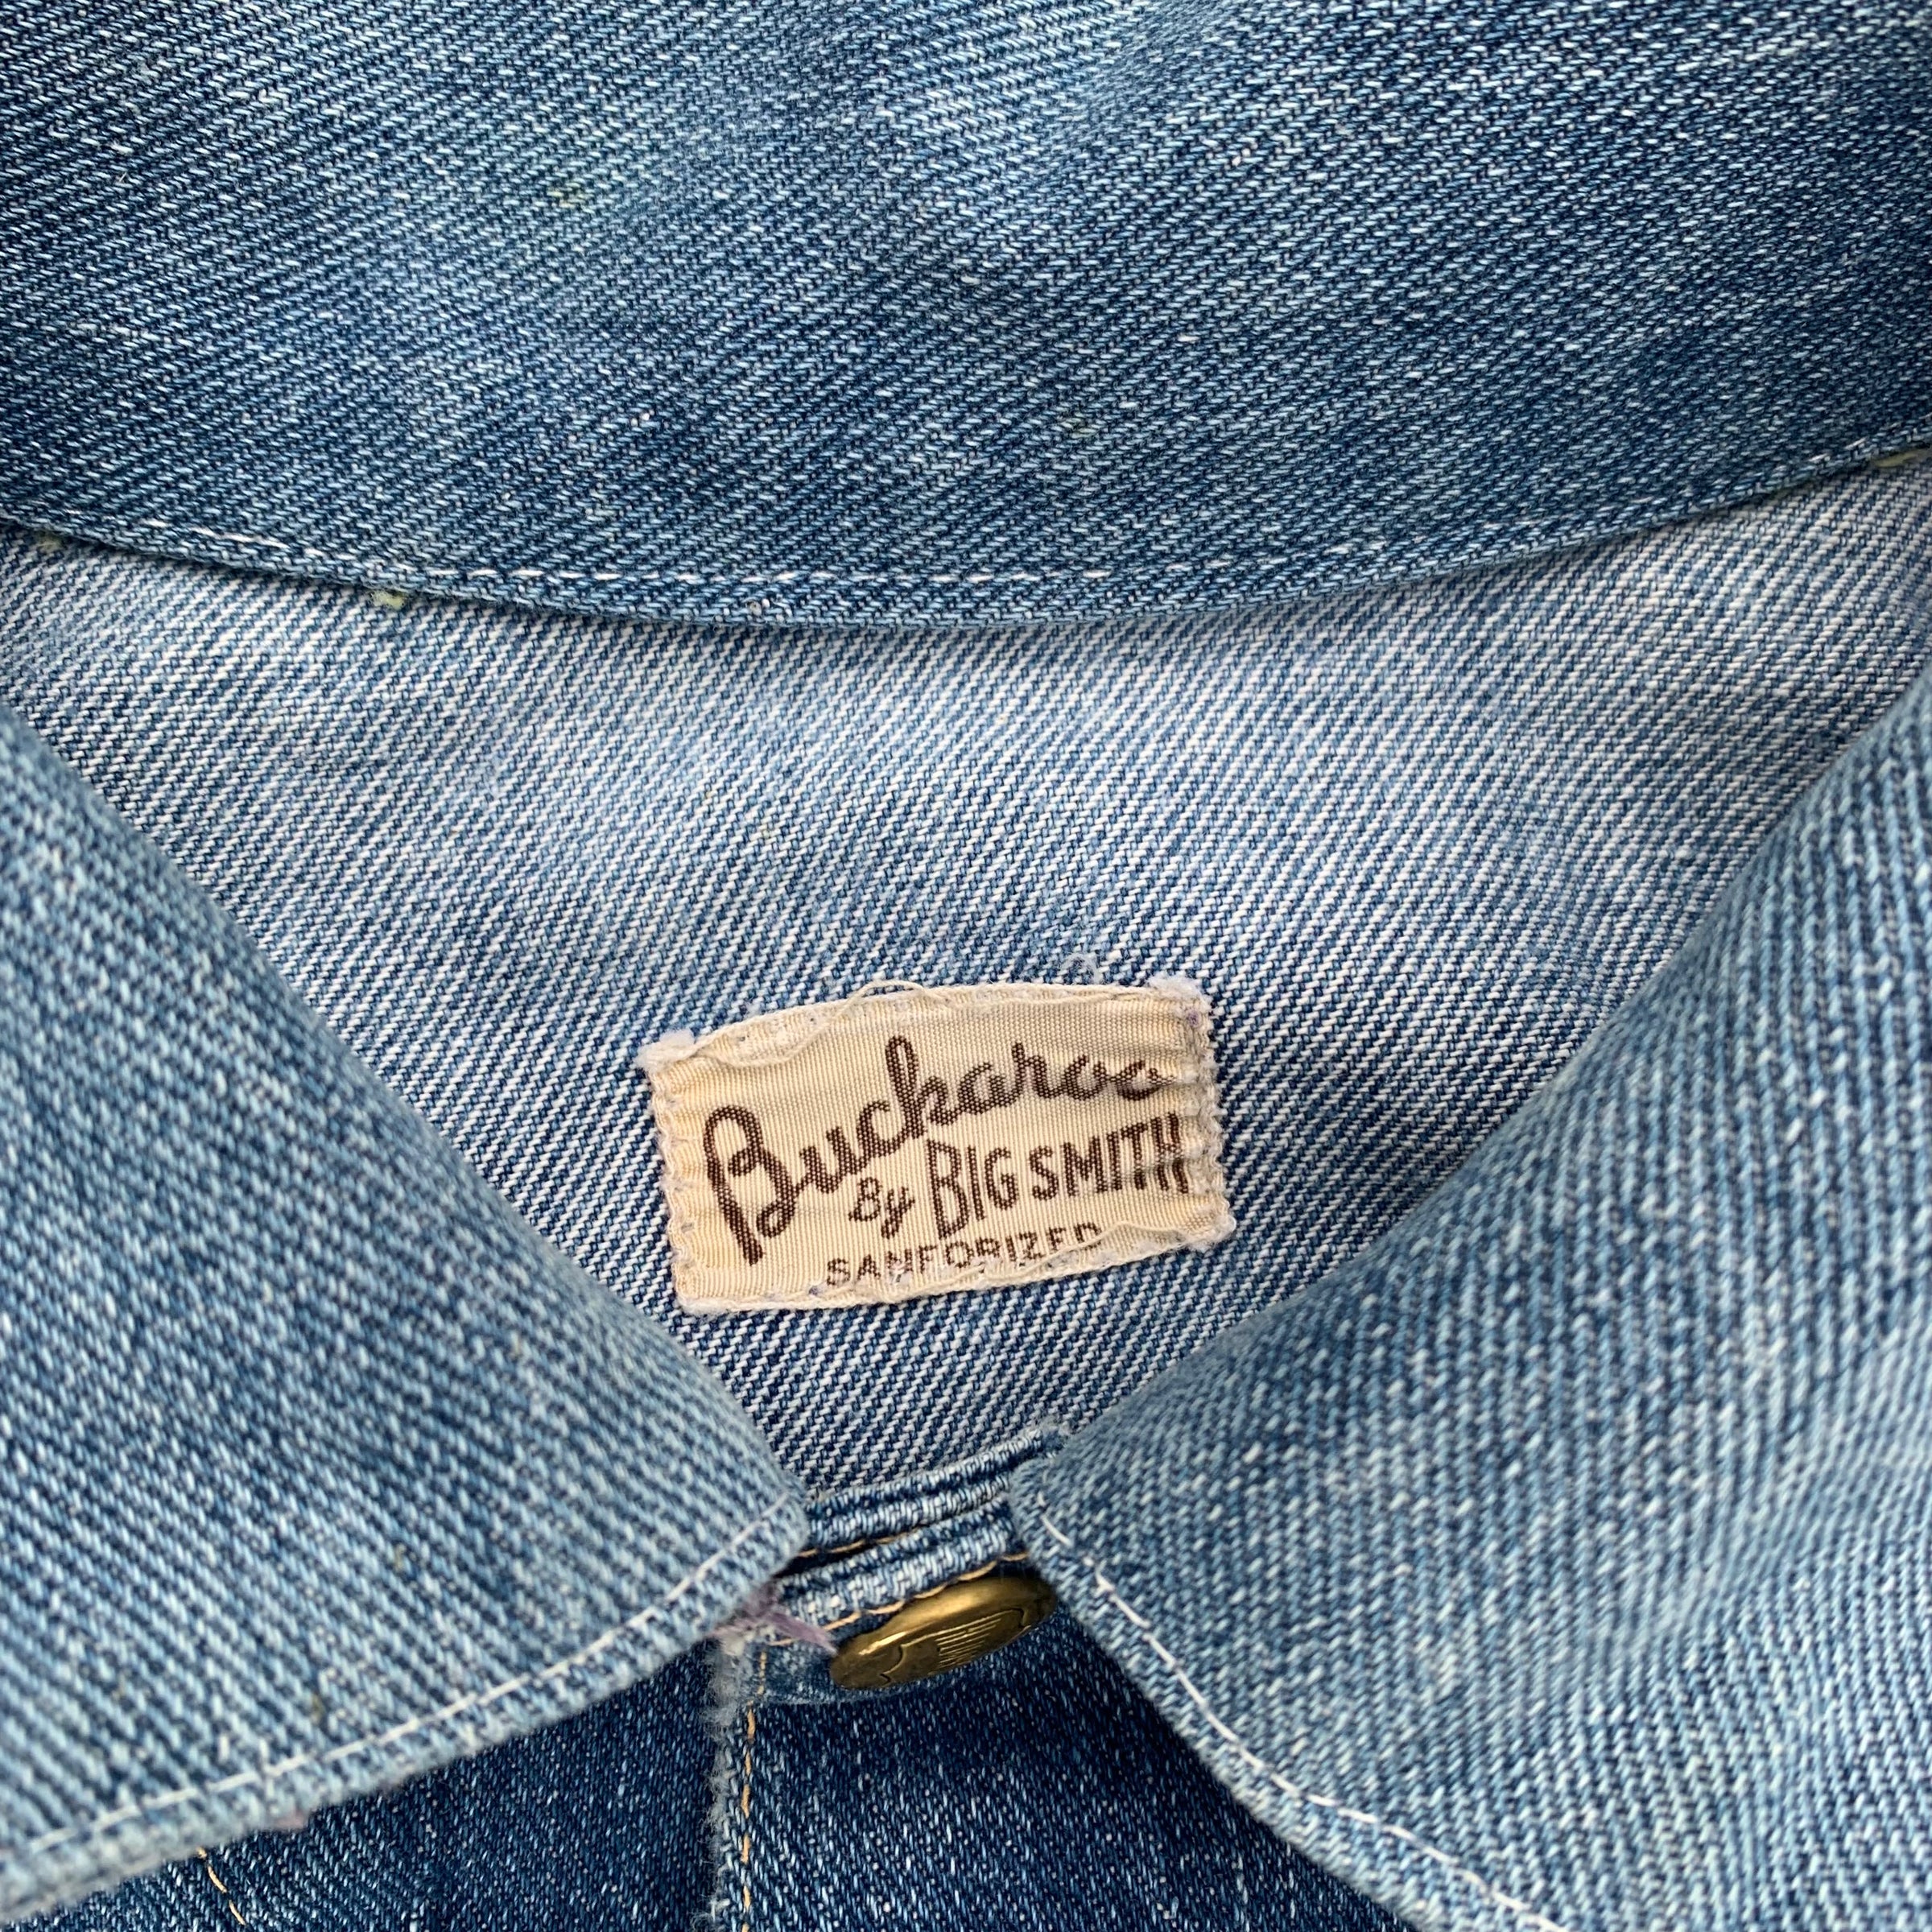 Buckaroo
By BIG SMITH
SANFORIZED